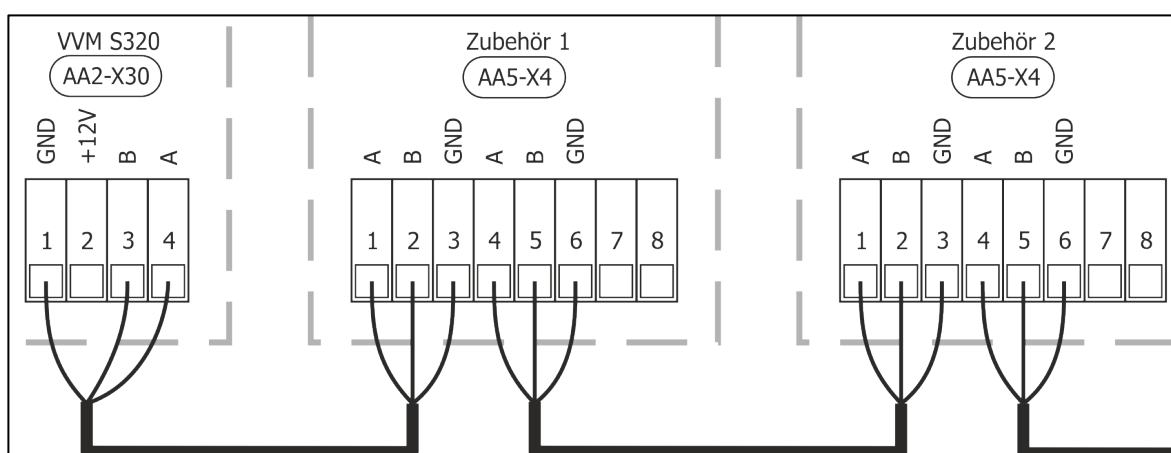 VVM S320
AA2-X30
GND +12V B A
1 2 3 4
Zubehör 1
AA5-X4
A B GND A B GND
1 2 3 4 5 6 7 8
Zubehör 2
AA5-X4
A B GND A B GND
1 2 3 4 5 6 7 8